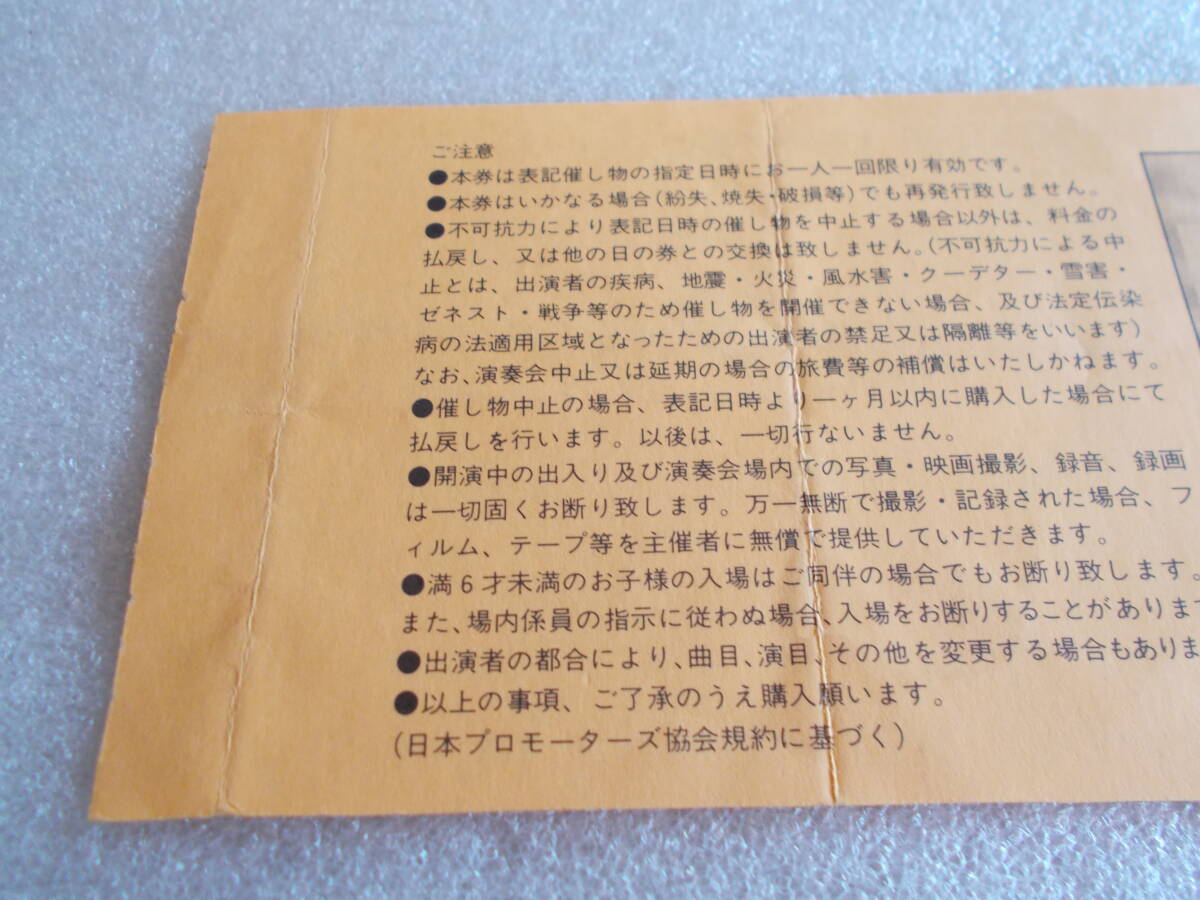 ご注意
●本券は表記催し物の指定日時にお一人一回限り有効です。
●本券はいかなる場合(紛失、焼失・破損等)でも再発行致しません。
●不可抗力により表記日時の催し物を中止する場合以外は、料金の
払戻し、又は他の日の券との交換は致しません。(不可抗力による中
止とは、出演者の疾病、地震・火災・風水害・クーデター・雪害・
ゼネスト・戦争等のため催し物を開催できない場合、及び法定伝染
病の法適用区域となったための出演者の禁足又は隔離等をいいます)
なお、演奏会中止又は延期の場合の旅費等の補償はいたしかねます。
●催し物中止の場合、表記日時より一ヶ月以内に購入した場合にて
払戻しを行います。以後は、一切行ないません。
●開演中の出入り及び演奏会場内での写真・映画撮影、録音、録画
は一切固くお断り致します。万一無断で撮影・記録された場合、フ
ィルム、テープ等を主催者に無償で提供していただきます。
●満6才未満のお子様の入場はご同伴の場合でもお断り致します。
また、場内係員の指示に従わぬ場合、入場をお断りすることがあります
●出演者の都合により、曲目、演目、その他を変更する場合もありま
●以上の事項、ご了承のうえ購入願います。
(日本プロモーターズ協会規約に基づく)